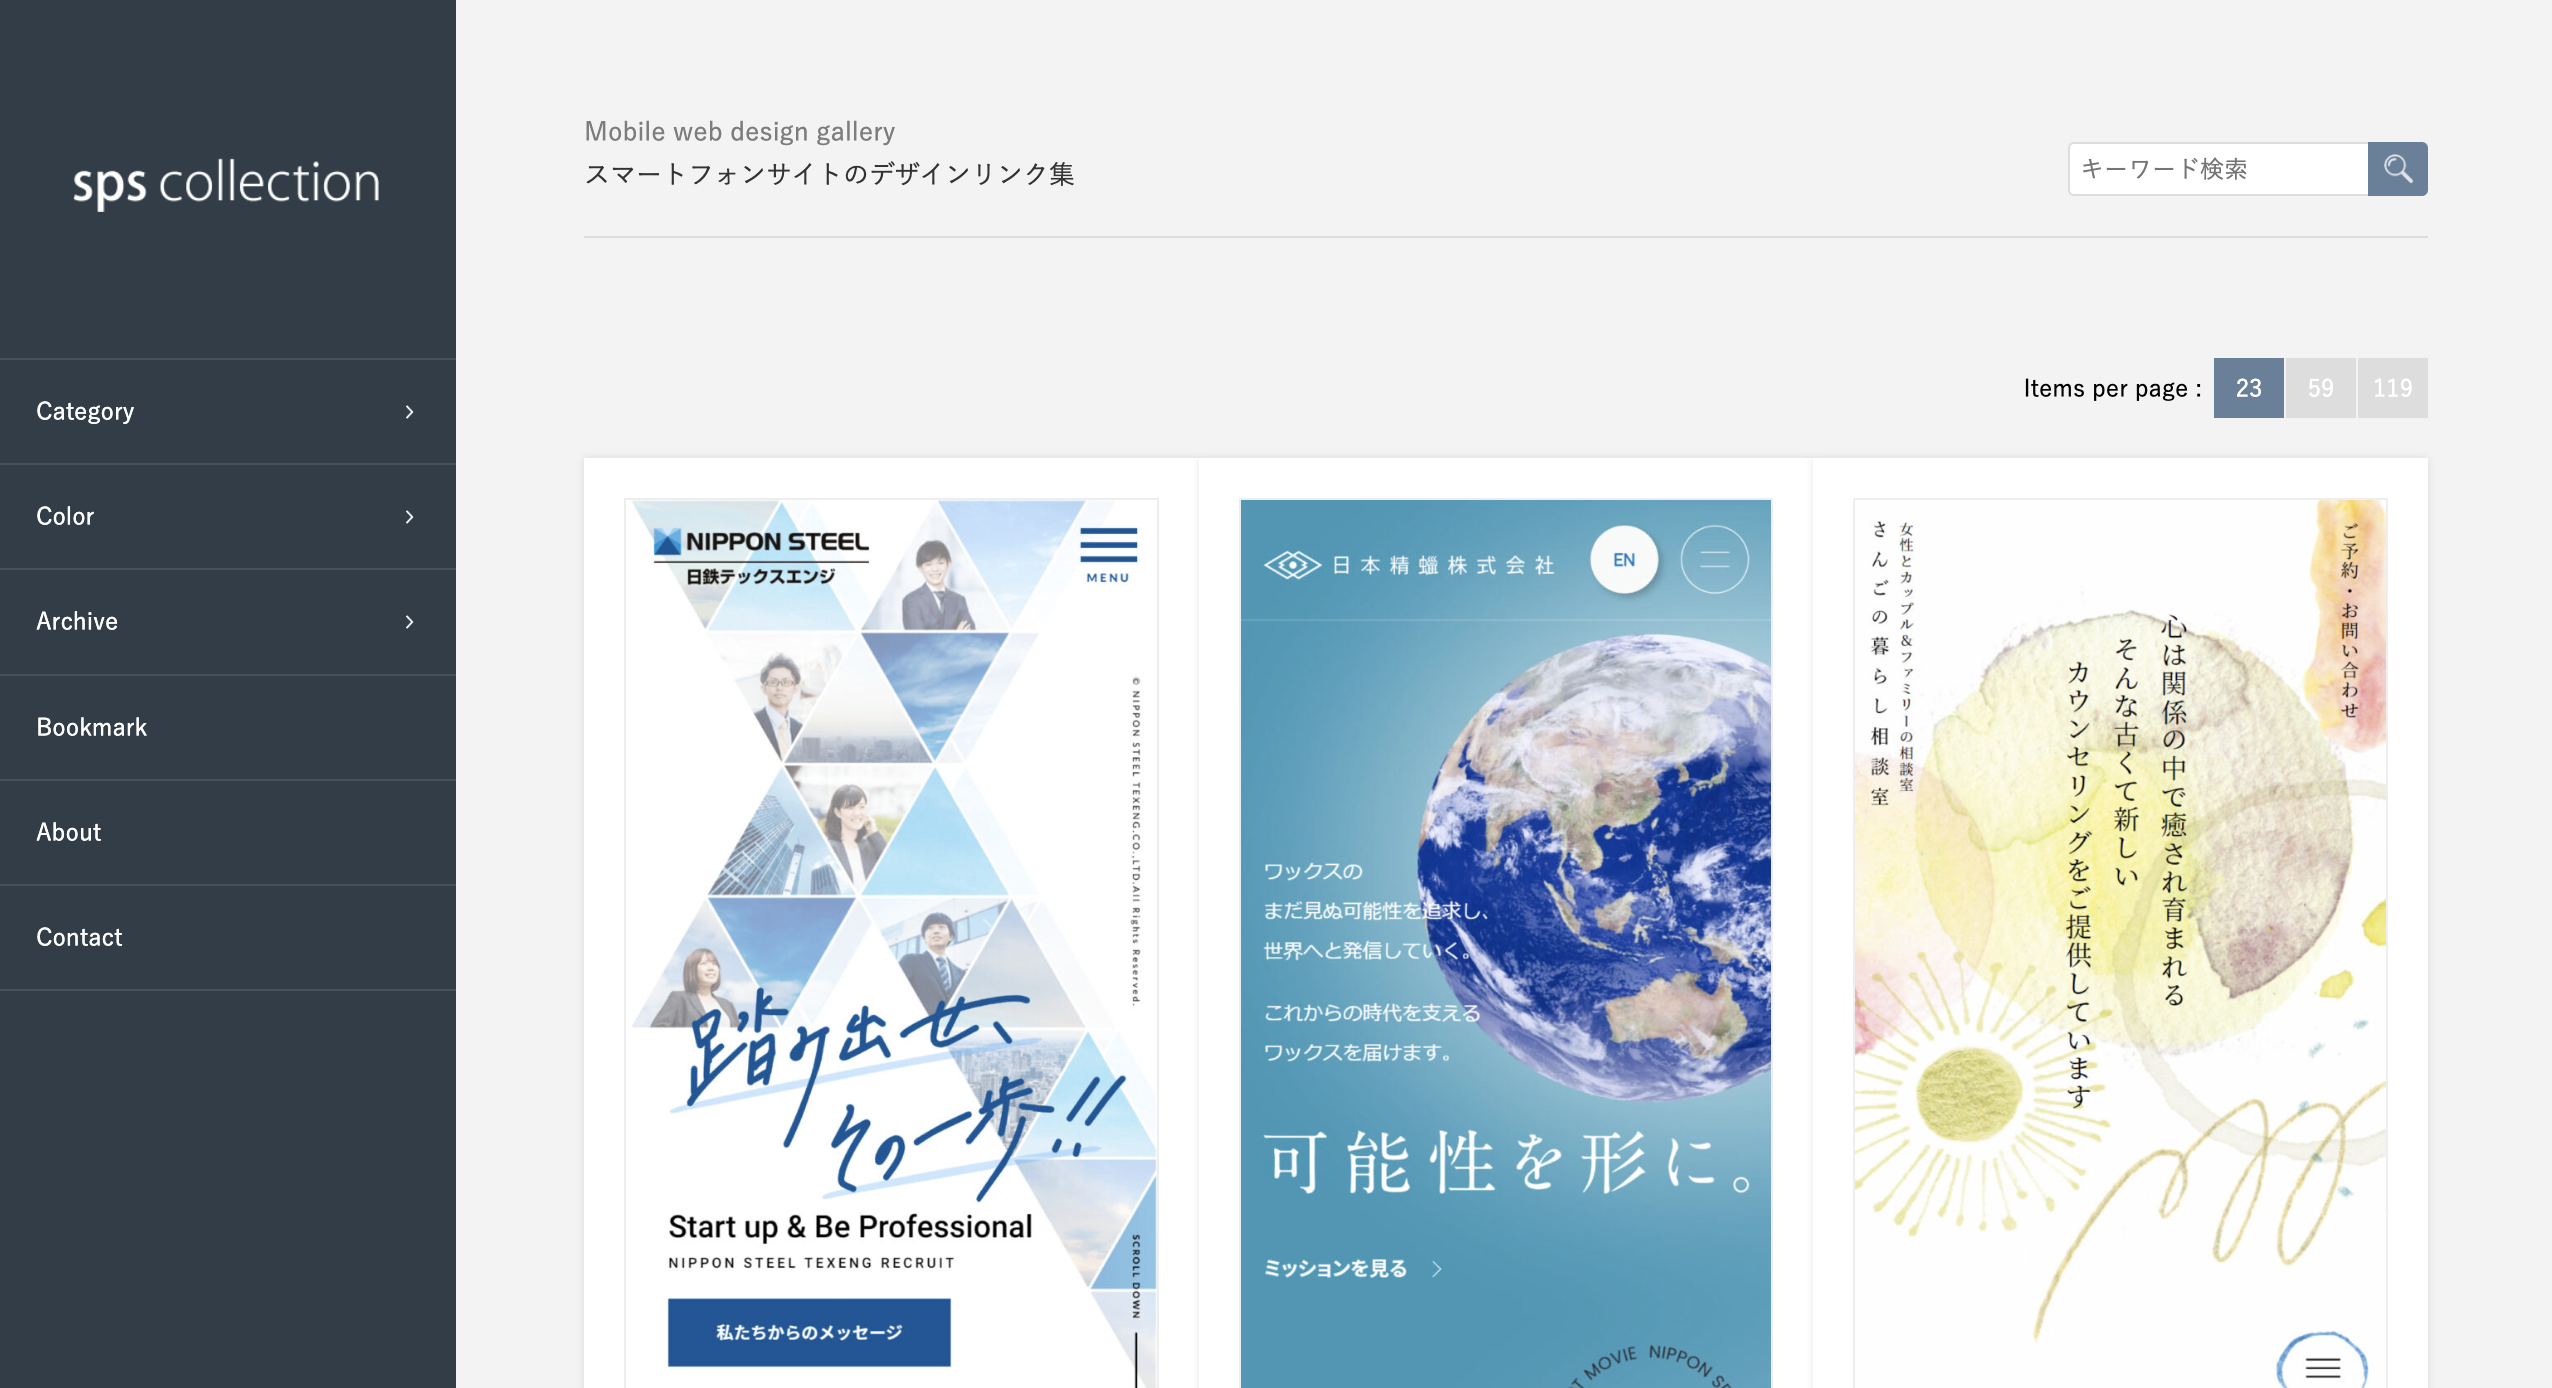 sps collection
Category
Color
Archive
Bookmark
About
Contact
Mobile web design gallery
スマートフォンサイトのデザインリンク集
キーワード検索
Items per page : 23 59 119
NIPPON STEEL
日鉄テックスエンジ
MENU
© NIPPON STEEL TEXENG.CO.,LTD.All Rights Reserved.
踏み出せ、
その一歩!!
Start up & Be Professional
NIPPON STEEL TEXENG RECRUIT
私たちからのメッセージ
SCROLL DOWN
日本精蠟株式会社
EN
ワックスの
まだ見ぬ可能性を追求し、
世界へと発信していく。
これからの時代を支える
ワックスを届けます。
可能性を形に。
ミッションを見る
MOVIE NIPPON
ご予約・お問い合わせ
女性とカップル&ファミリーの相談室
さんごの暮らし相談室
心は関係の中で癒され育まれる
そんな古くて新しい
カウンセリングをご提供しています